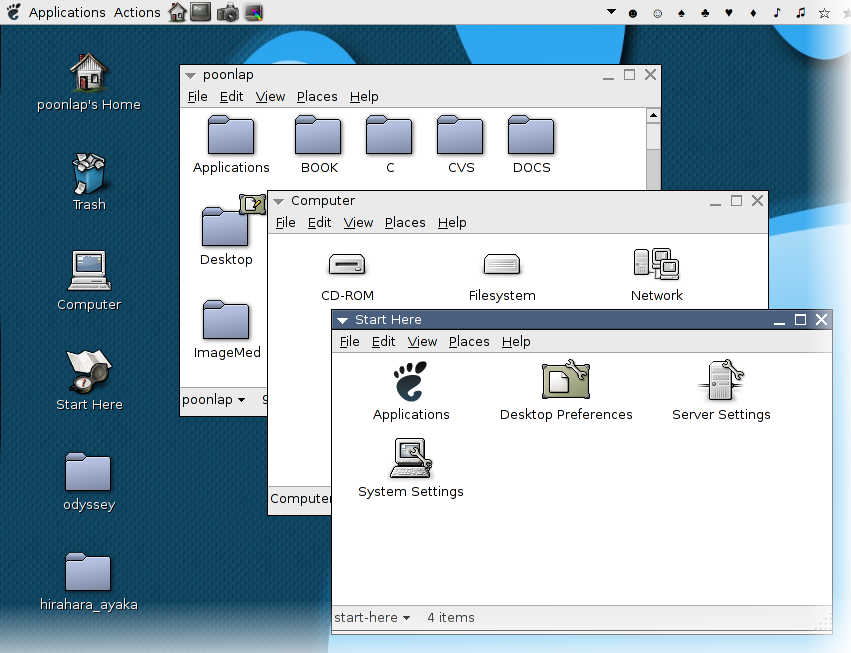 Applications Actions
poonlap's Home
Trash
Computer
Start Here
odyssey
hirahara_ayaka
poonlap
File Edit View Places Help
Applications BOOK C CVS DOCS
Desktop
ImageMed
poonlap 9
Computer
File Edit View Places Help
CD-ROM Filesystem Network
Computer
Start Here
File Edit View Places Help
Applications Desktop Preferences Server Settings
System Settings
start-here 4 items